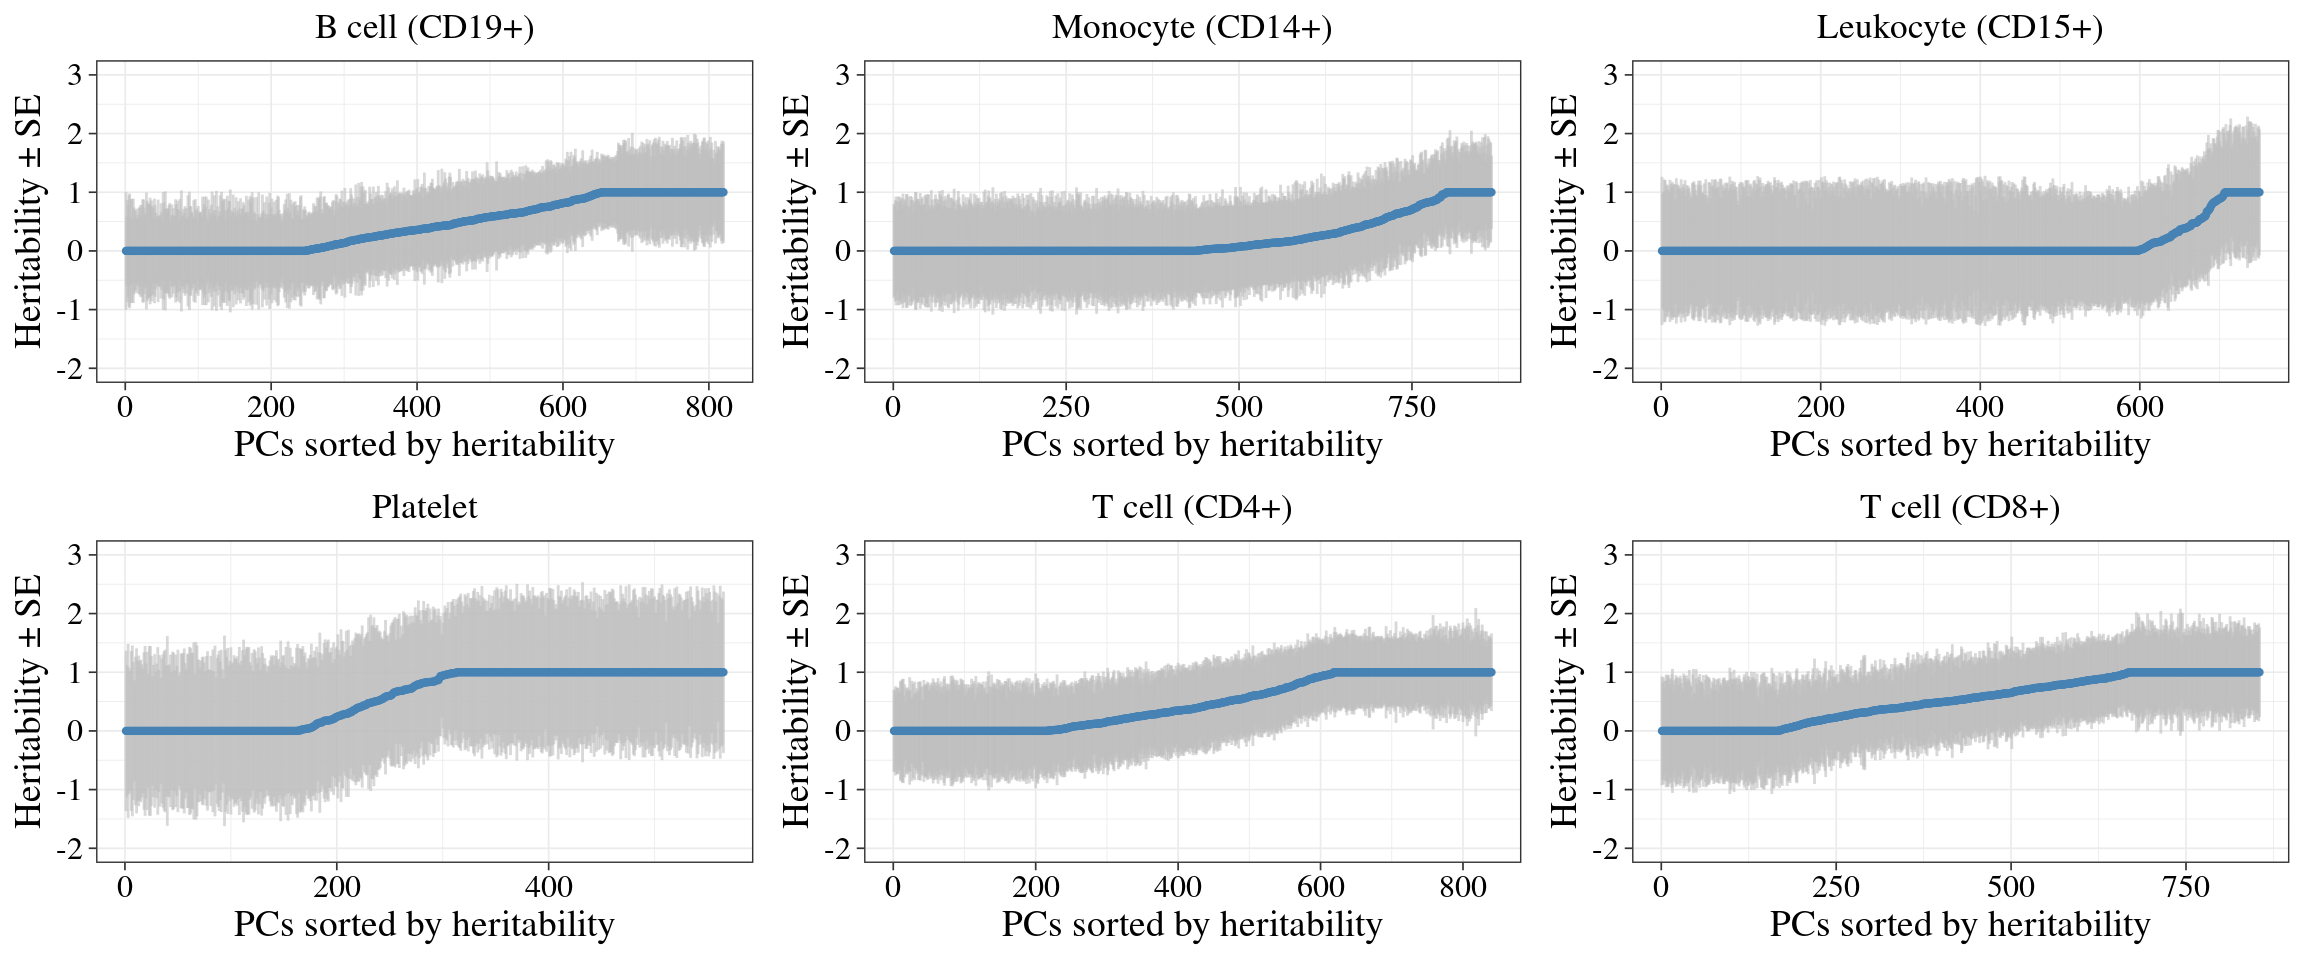 B cell (CD19+)
Monocyte (CD14+)
Leukocyte (CD15+)
Heritability ± SE
3
2
1
0
-1
-2
0 200 400 600 800
PCs sorted by heritability
Heritability ± SE
3
2
1
0
-1
-2
0 250 500 750
PCs sorted by heritability
Heritability ± SE
3
2
1
0
-1
-2
0 200 400 600
PCs sorted by heritability
Platelet
T cell (CD4+)
T cell (CD8+)
Heritability ± SE
3
2
1
0
-1
-2
0 200 400
PCs sorted by heritability
Heritability ± SE
3
2
1
0
-1
-2
0 200 400 600 800
PCs sorted by heritability
Heritability ± SE
3
2
1
0
-1
-2
0 250 500 750
PCs sorted by heritability